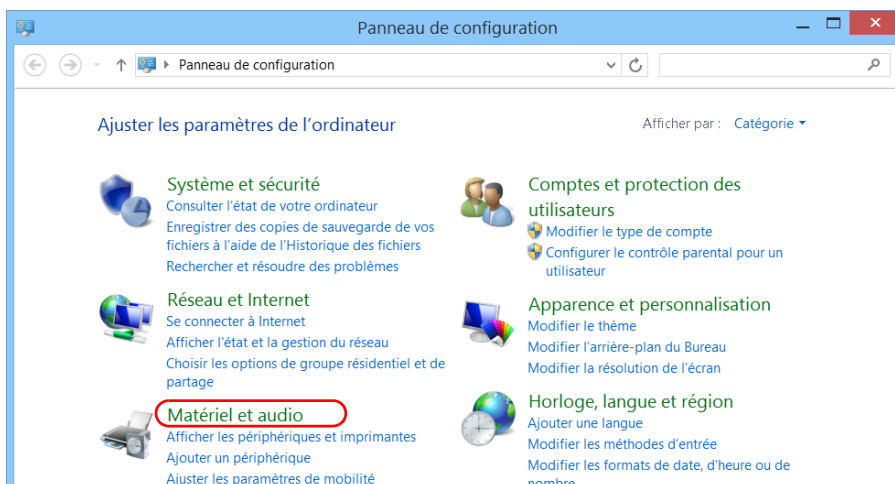 Panneau de configuration
Panneau de configuration
Ajuster les paramètres de l’ordinateur
Afficher par : Catégorie
Système et sécurité
Consulter l’état de votre ordinateur
Enregistrer des copies de sauvegarde de vos
fichiers à l’aide de l’Historique des fichiers
Rechercher et résoudre des problèmes
Réseau et Internet
Se connecter à Internet
Afficher l’état et la gestion du réseau
Choisir les options de groupe résidentiel et de
partage
Matériel et audio
Afficher les périphériques et imprimantes
Ajouter un périphérique
Ajuster les paramètres de mobilité
Comptes et protection des
utilisateurs
Modifier le type de compte
Configurer le contrôle parental pour un
utilisateur
Apparence et personnalisation
Modifier le thème
Modifier l’arrière-plan du Bureau
Modifier la résolution de l’écran
Horloge, langue et région
Ajouter une langue
Modifier les méthodes d’entrée
Modifier les formats de date, d’heure ou de
nombre